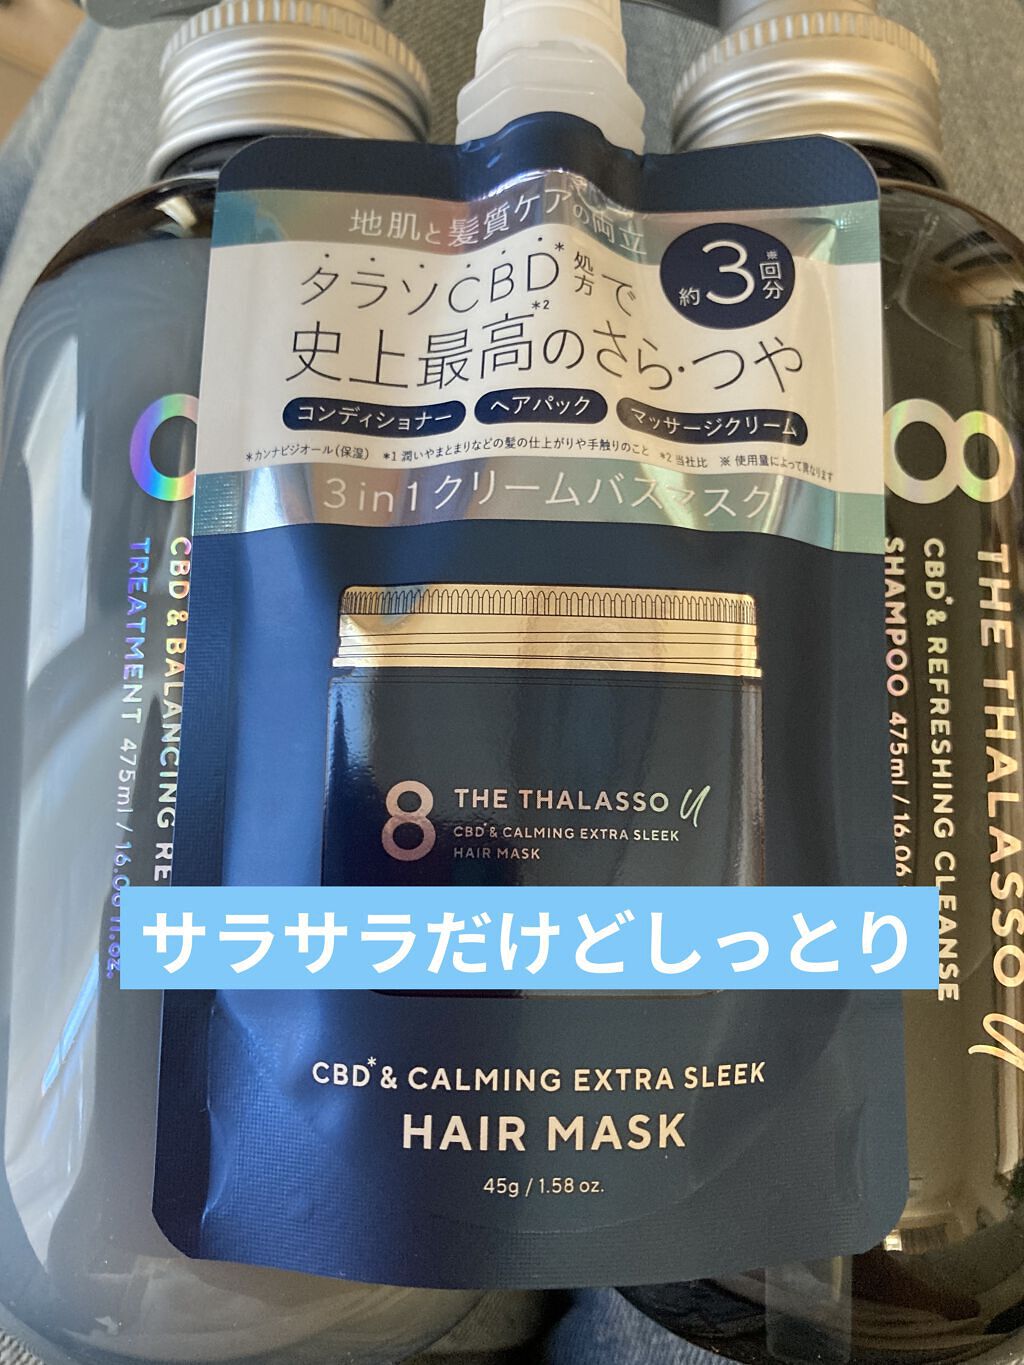 地肌と髪質ケアの両立
タラソCBD*処方で
史上最高*2のさら・つや
約3回分※
コンディショナー ヘアパック マッサージクリーム
*カンナビジオール(保湿) *1 潤いやまとまりなどの髪の仕上がりや手触りのこと *2 当社比 ※ 使用量によって異なります
3in1クリームバスマスク
8 THE THALASSO u
CBD* & CALMING EXTRA SLEEK
HAIR MASK
サラサラだけどしっとり
CBD* & CALMING EXTRA SLEEK
HAIR MASK
45g / 1.58 oz.
CBD & BALANCING RE
TREATMENT 475ml / 16.06 fl.oz.
8 THE THALASSO u
CBD* & REFRESHING CLEANSE
SHAMPOO 475ml / 16.06